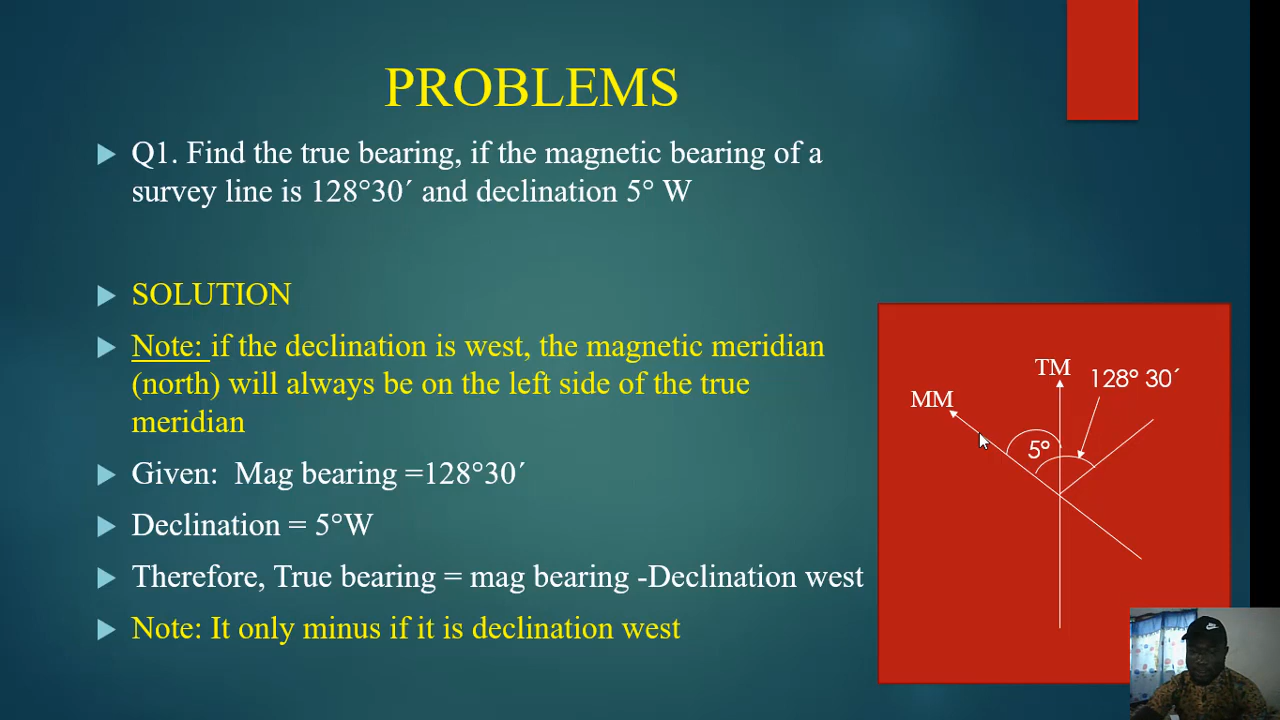 PROBLEMS
Q1. Find the true bearing, if the magnetic bearing of a
survey line is 128°30´ and declination 5° W
SOLUTION
Note: if the declination is west, the magnetic meridian
(north) will always be on the left side of the true
meridian
Given:  Mag bearing =128°30´
Declination = 5°W
Therefore, True bearing = mag bearing -Declination west
Note: It only minus if it is declination west
TM
128° 30´
MM
5°